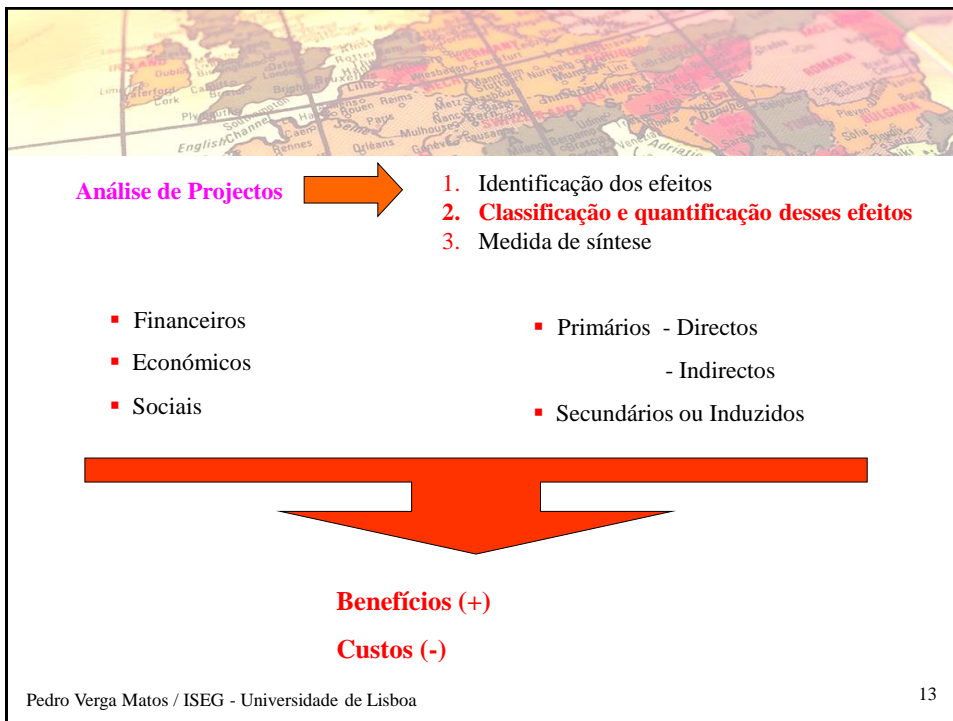 Análise de Projectos
1. Identificação dos efeitos
2. Classificação e quantificação desses efeitos
3. Medida de síntese
▪ Financeiros
▪ Económicos
▪ Sociais
▪ Primários - Directos
- Indirectos
▪ Secundários ou Induzidos
Benefícios (+)
Custos (-)
Pedro Verga Matos / ISEG - Universidade de Lisboa
13